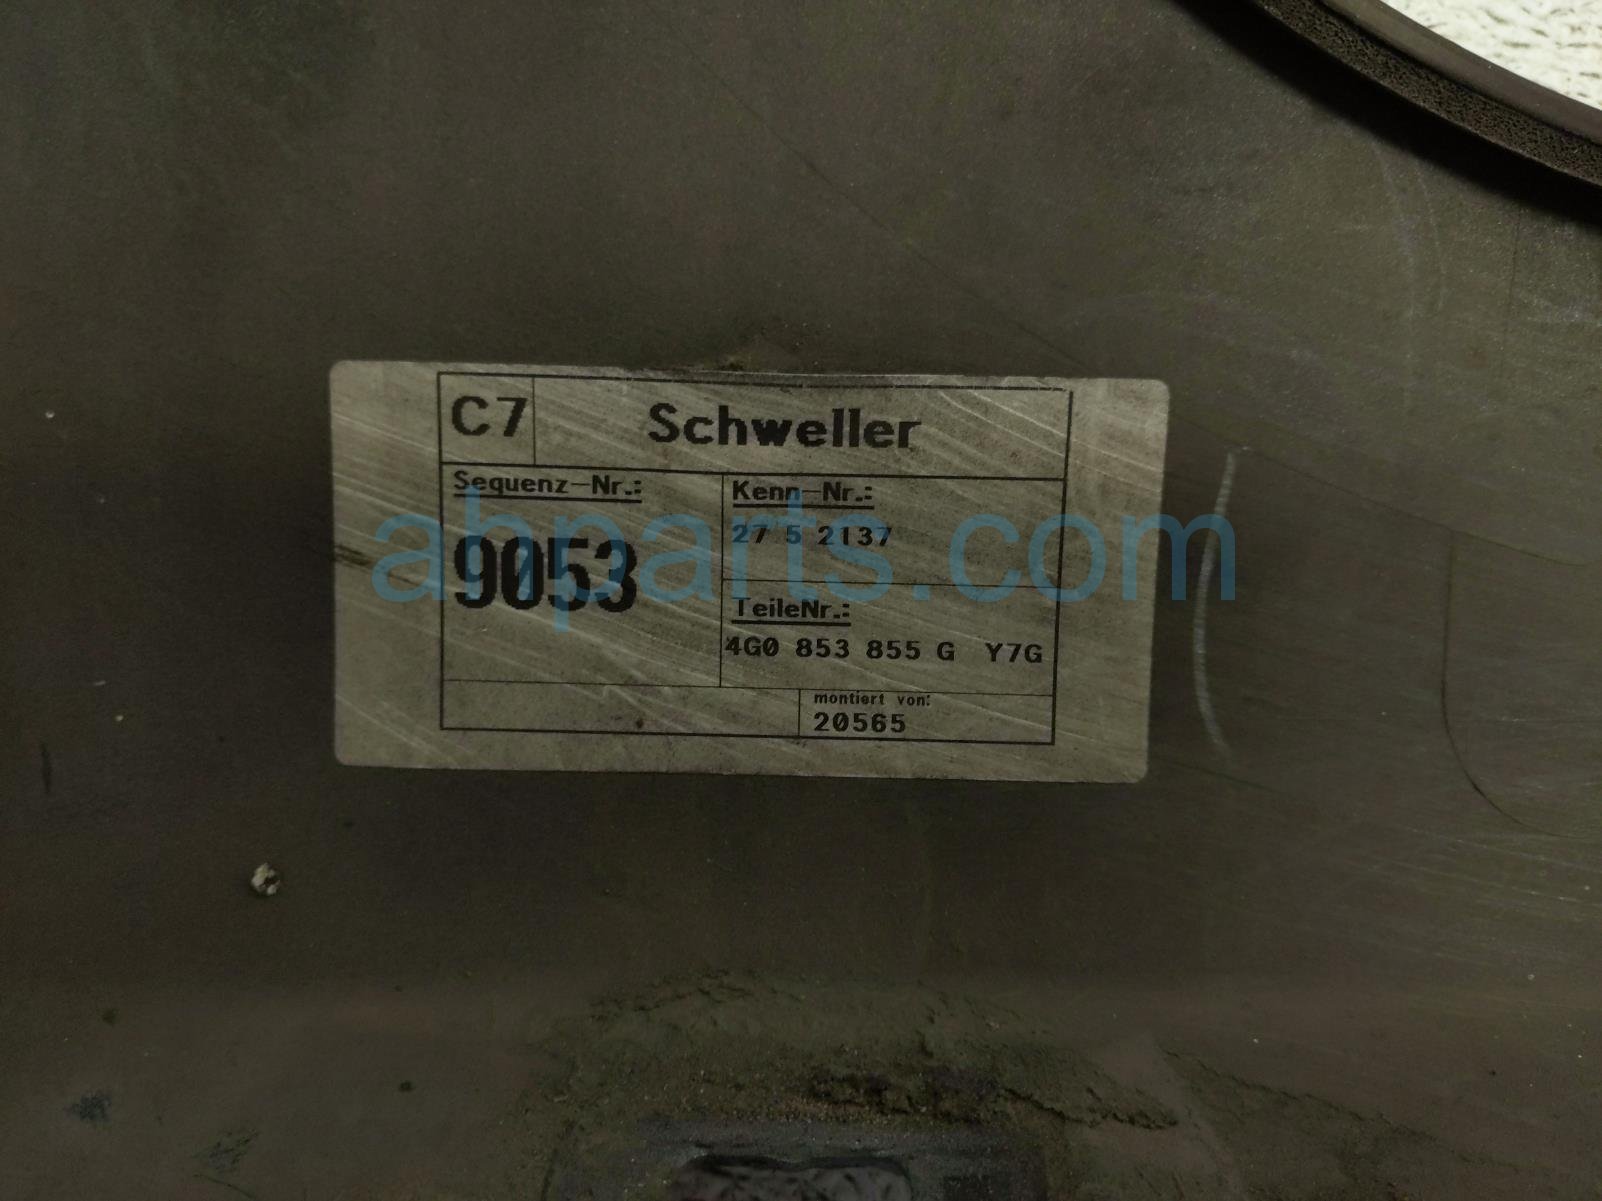 C7 Schweller
Sequenz-Nr.:
9053
Kenn-Nr.:
27 5 2137
TeileNr.:
4G0 853 855 G Y7G
montiert von:
20565
ahparts.com